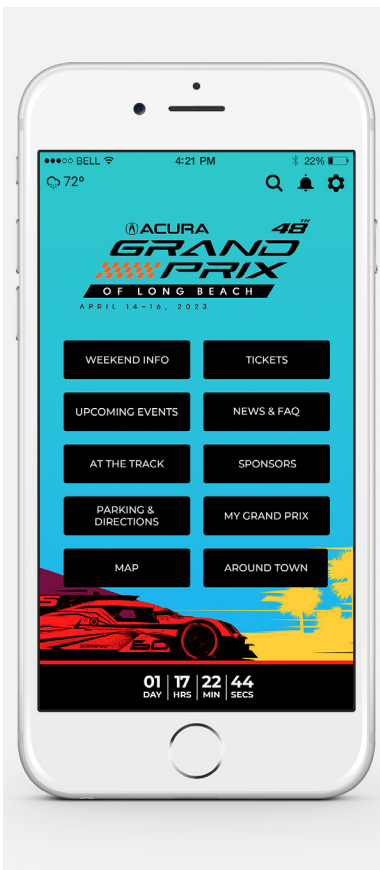 BELL 4:21 PM 22%
72°
ACURA 48TH
GRAND
PRIX
OF LONG BEACH
APRIL 14-16, 2023
WEEKEND INFO TICKETS
UPCOMING EVENTS NEWS & FAQ
AT THE TRACK SPONSORS
PARKING &
DIRECTIONS MY GRAND PRIX
MAP AROUND TOWN
60
01 17 22 44
DAY HRS MIN SECS